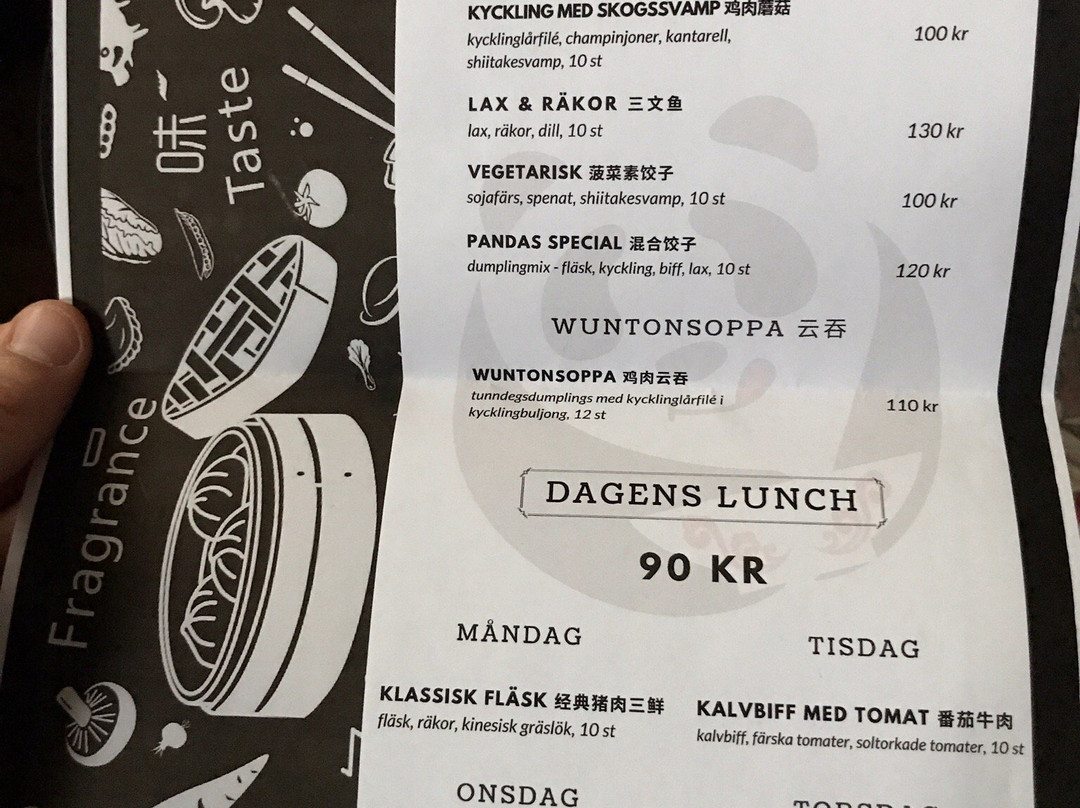 味
Taste
Fragrance
KYCKLING MED SKOGSSVAMP 鸡肉蘑菇
kycklinglårfilé, champinjoner, kantarell,
shiitakesvamp, 10 st
100 kr
LAX & RÄKOR 三文鱼
lax, räkor, dill, 10 st
130 kr
VEGETARISK 菠菜素饺子
sojafärs, spenat, shiitakesvamp, 10 st
100 kr
PANDAS SPECIAL 混合饺子
dumplingmix - fläsk, kyckling, biff, lax, 10 st
120 kr
WUNTONSOPPA 云吞
WUNTONSOPPA 鸡肉云吞
tunndegsdumplings med kycklinglårfilé i
kycklingbuljong, 12 st
110 kr
DAGENS LUNCH
90 KR
MÅNDAG
KLASSISK FLÄSK 经典猪肉三鲜
fläsk, räkor, kinesisk gräslök, 10 st
TISDAG
KALVBIFF MED TOMAT 番茄牛肉
kalvbiff, färska tomater, soltorkade tomater, 10 st
ONSDAG
TORSDAG